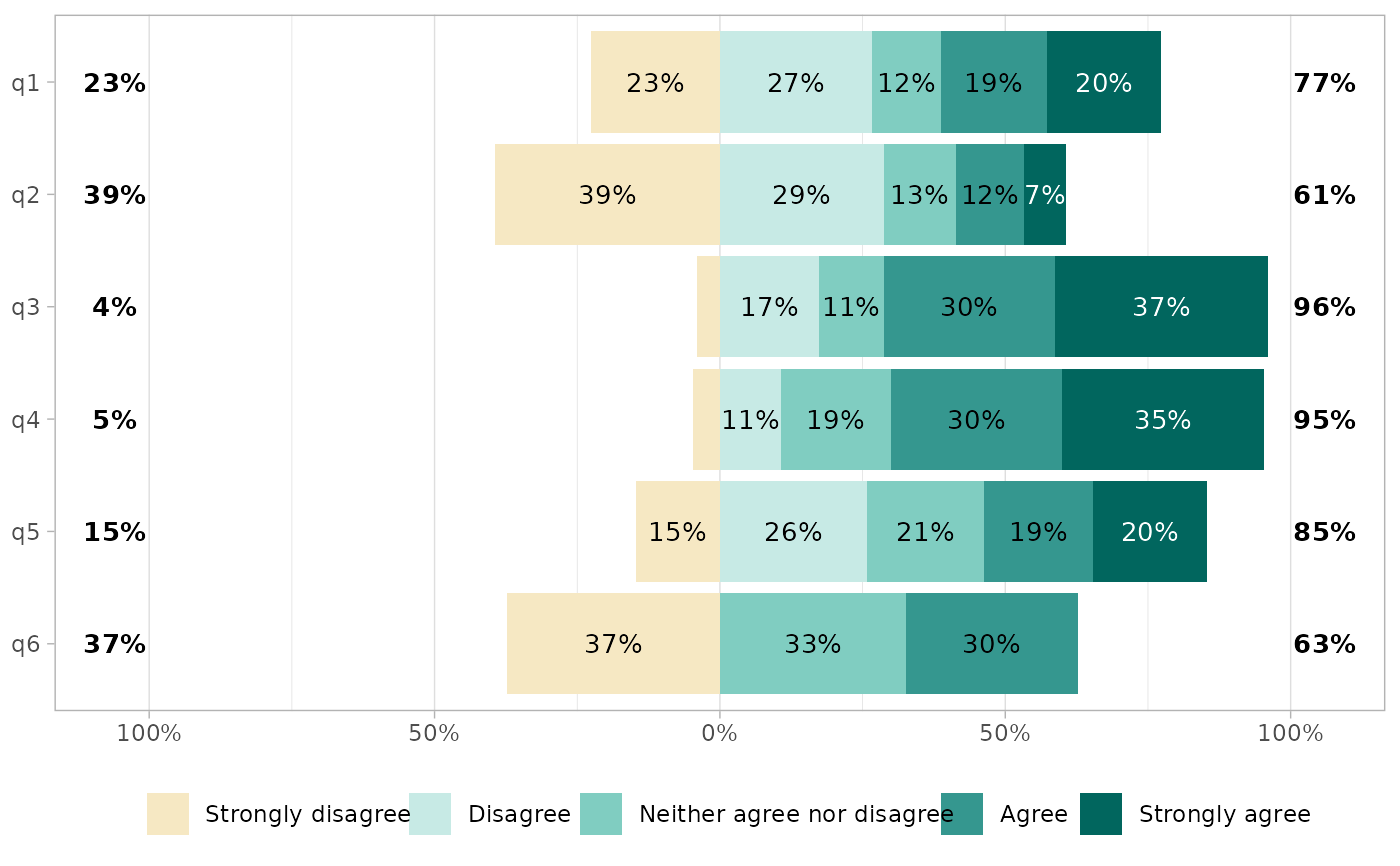 q1 23% 23% 27% 12% 19% 20% 77%
q2 39% 39% 29% 13% 12% 7% 61%
q3 4% 17% 11% 30% 37% 96%
q4 5% 11% 19% 30% 35% 95%
q5 15% 15% 26% 21% 19% 20% 85%
q6 37% 37% 33% 30% 63%
100% 50% 0% 50% 100%
Strongly disagree Disagree Neither agree nor disagree Agree Strongly agree